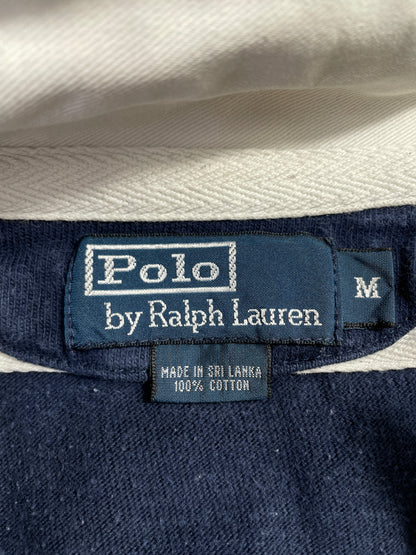 Polo
by Ralph Lauren
M
MADE IN SRI LANKA
100% COTTON